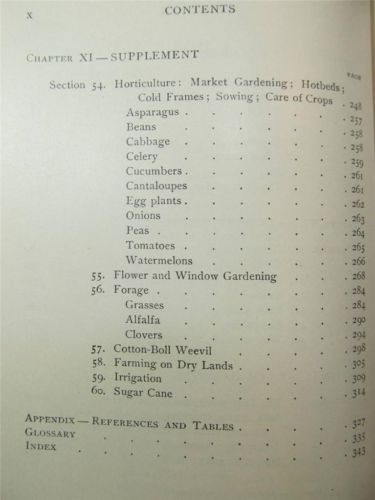 x CONTENTS
CHAPTER XI — SUPPLEMENT
PAGE
Section 54. Horticulture: Market Gardening; Hotbeds;
Cold Frames; Sowing; Care of Crops . 248
Asparagus . . . . . . . 257
Beans . . . . . . . 258
Cabbage . . . . . . . 258
Celery . . . . . . . 259
Cucumbers . . . . . . . 261
Cantaloupes . . . . . . 261
Egg plants . . . . . . . 262
Onions . . . . . . . 263
Peas . . . . . . . . 264
Tomatoes . . . . . . . 265
Watermelons . . . . . . 266
55. Flower and Window Gardening . . . 268
56. Forage . . . . . . . . 284
Grasses . . . . . . . 284
Alfalfa . . . . . . . 290
Clovers . . . . . . . 294
57. Cotton-Boll Weevil . . . . . 298
58. Farming on Dry Lands . . . . . 305
59. Irrigation . . . . . . . 309
60. Sugar Cane . . . . . . . 314
APPENDIX — REFERENCES AND TABLES . . . . . 327
GLOSSARY . . . . . . . . . 335
INDEX . . . . . . . . . 343